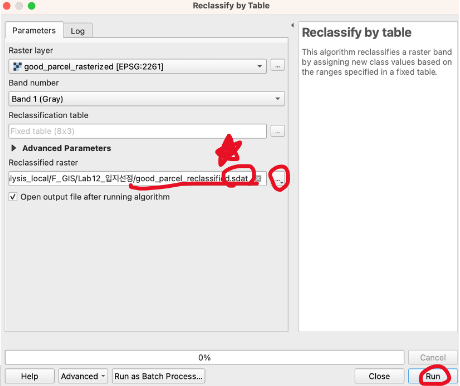 Reclassify by Table
Parameters
Log
Raster layer
good_parcel_rasterized [EPSG:2261]
...
Band number
Band 1 (Gray)
Reclassification table
Fixed table (8x3)
...
Advanced Parameters
Reclassified raster
lysis_local/F_GIS/Lab12_입지선정/good_parcel_reclassified.sdat
...
Open output file after running algorithm
Reclassify by table
This algorithm reclassifies a raster band
by assigning new class values based on
the ranges specified in a fixed table.
0%
Cancel
Help
Advanced
Run as Batch Process...
Close
Run